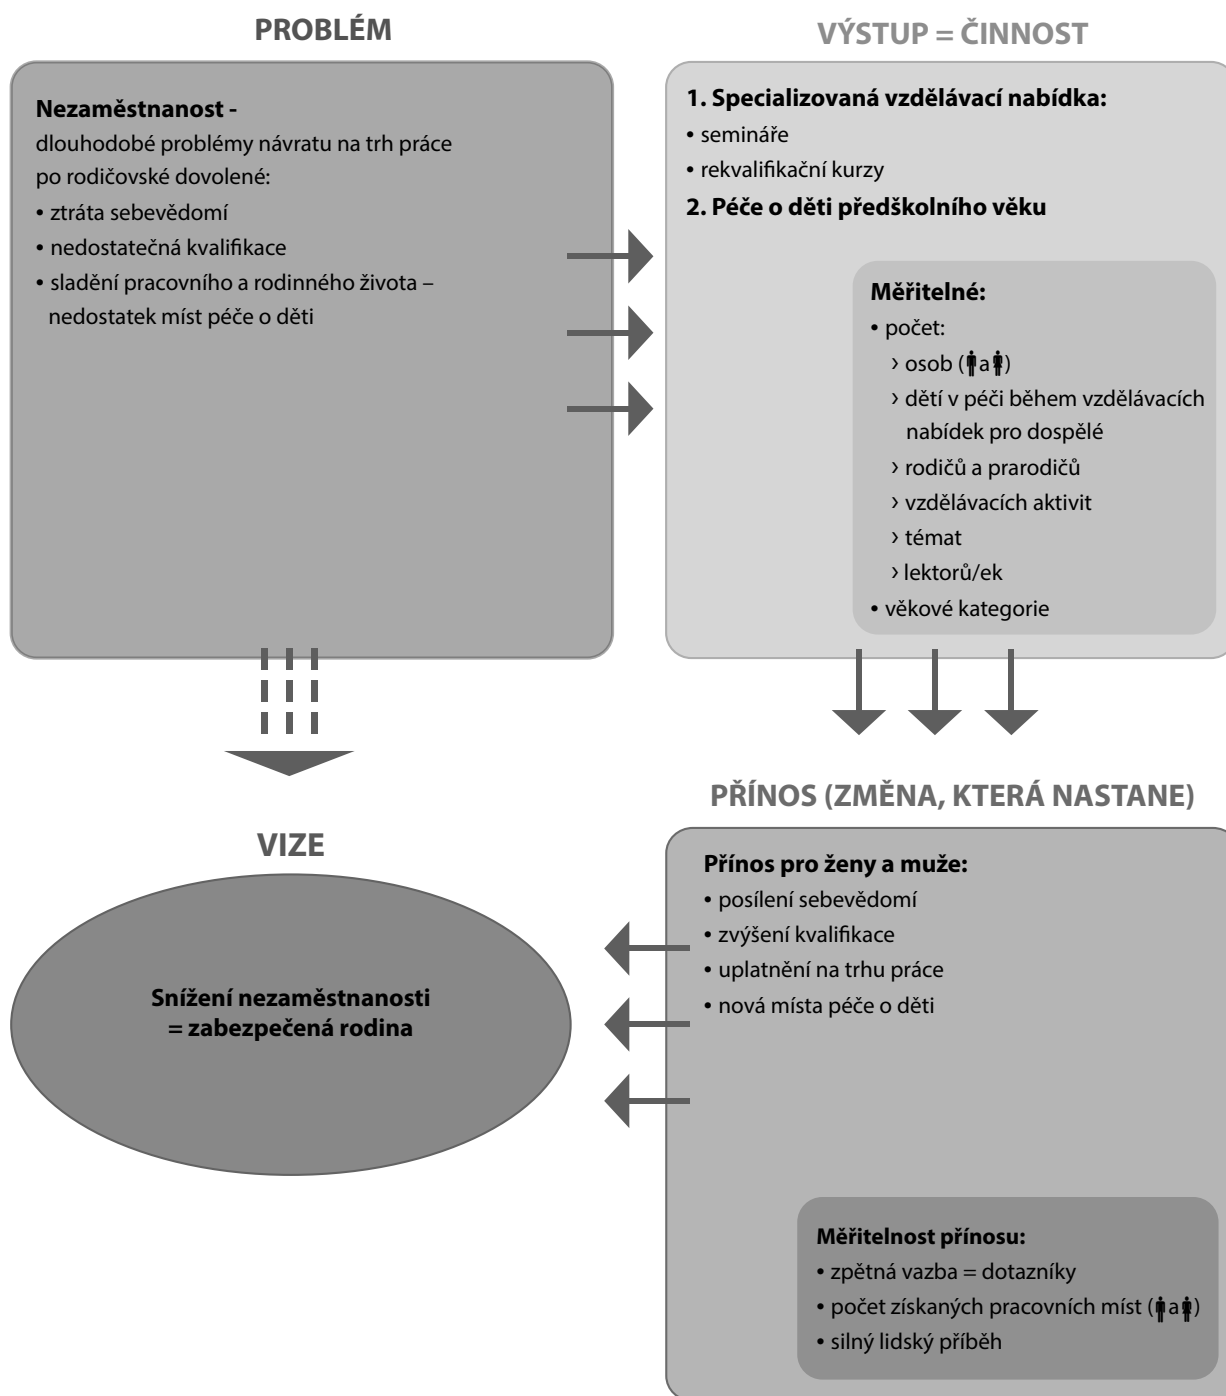 PROBLÉM
Nezaměstnanost -
dlouhodobé problémy návratu na trh práce
po rodičovské dovolené:
• ztráta sebevědomí
• nedostatečná kvalifikace
• sladění pracovního a rodinného života –
nedostatek míst péče o děti
VÝSTUP = ČINNOST
1. Specializovaná vzdělávací nabídka:
• semináře
• rekvalifikační kurzy
2. Péče o děti předškolního věku
Měřitelné:
• počet:
› osob (🚹a🚺)
› dětí v péči během vzdělávacích
nabídek pro dospělé
› rodičů a prarodičů
› vzdělávacích aktivit
› témat
› lektorů/ek
• věkové kategorie
PŘÍNOS (ZMĚNA, KTERÁ NASTANE)
Přínos pro ženy a muže:
• posílení sebevědomí
• zvýšení kvalifikace
• uplatnění na trhu práce
• nová místa péče o děti
Měřitelnost přínosu:
• zpětná vazba = dotazníky
• počet získaných pracovních míst (🚹a🚺)
• silný lidský příběh
VIZE
Snížení nezaměstnanosti
= zabezpečená rodina